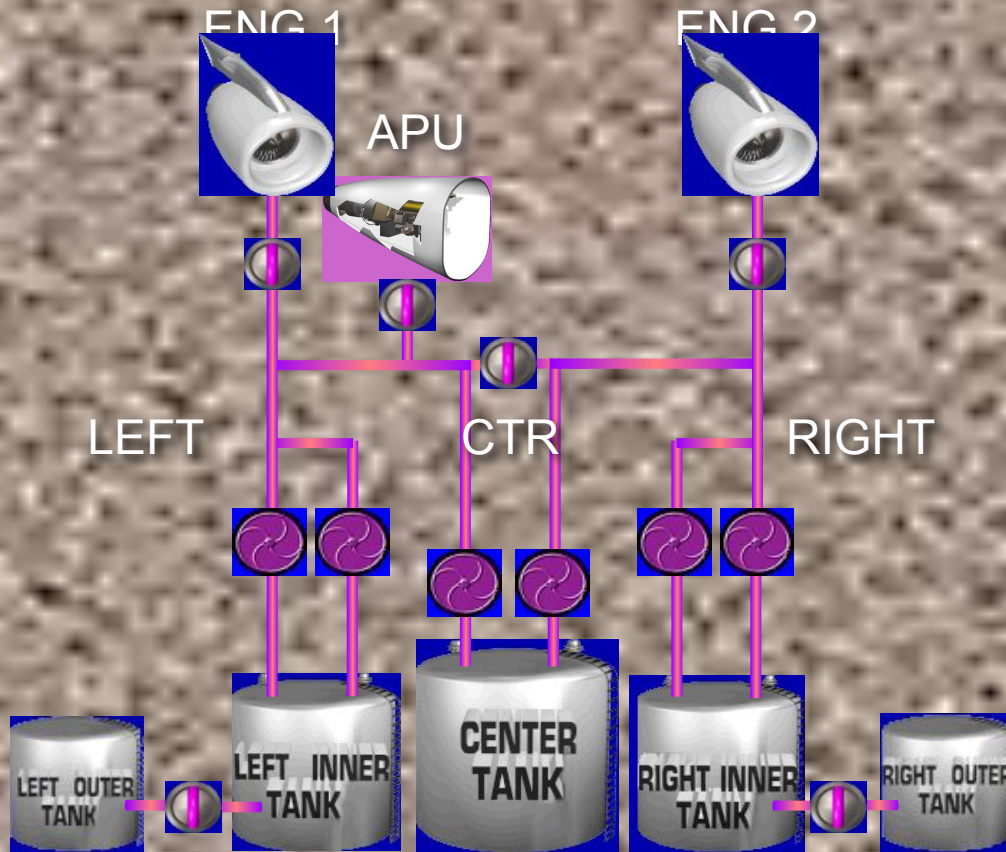 ENG 1
ENG 2
APU
LEFT
CTR
RIGHT
LEFT OUTER
TANK
LEFT INNER
TANK
CENTER
TANK
RIGHT INNER
TANK
RIGHT OUTER
TANK